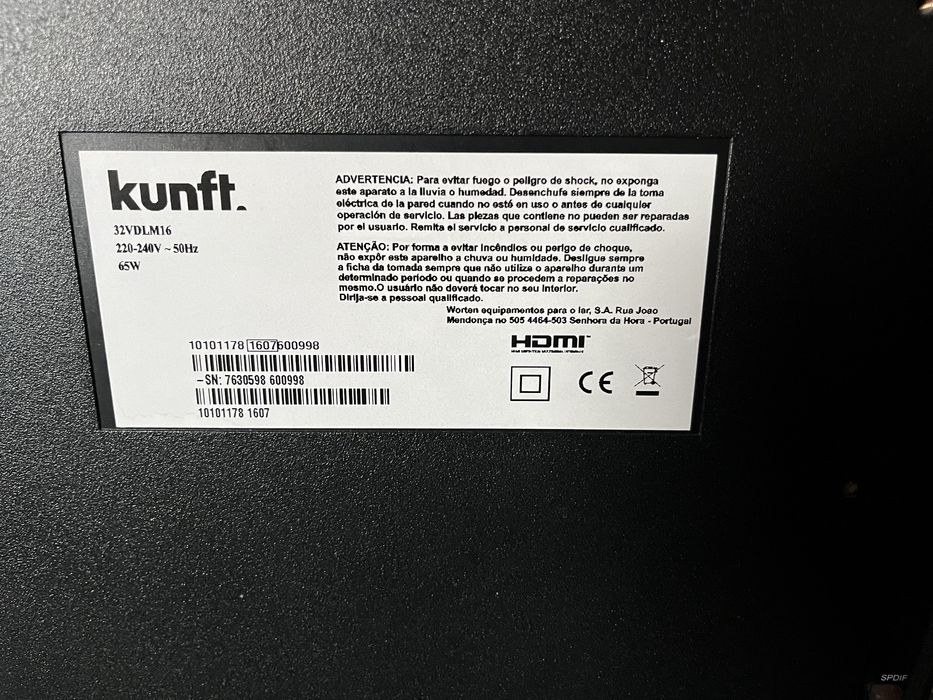 kunft.
32VDLM16
220-240V ~ 50Hz
65W
ADVERTENCIA: Para evitar fuego o peligro de shock, no exponga
este aparato a la lluvia o humedad. Desenchufe siempre de la toma
eléctrica de la pared cuando no esté en uso o antes de cualquier
operación de servicio. Las piezas que contiene no pueden ser reparadas
por el usuario. Remita el servicio a personal de servicio cualificado.
ATENÇÃO: Por forma a evitar incêndios ou perigo de choque,
não expôr este aparelho a chuva ou humidade. Desligue sempre
a ficha da tomada sempre que não utilize o aparelho durante um
determinado período ou quando se procedem a reparações no
mesmo.O usuário não deverá tocar no seu interior.
Dirija-se a pessoal qualificado.
Worten equipamentos para o lar, S.A. Rua Joao
Mendonça no 505 4464-503 Senhora da Hora - Portugal
10101178 1607 600998
-SN: 7630598 600998
10101178 1607
HDMI
CE
SPDIF